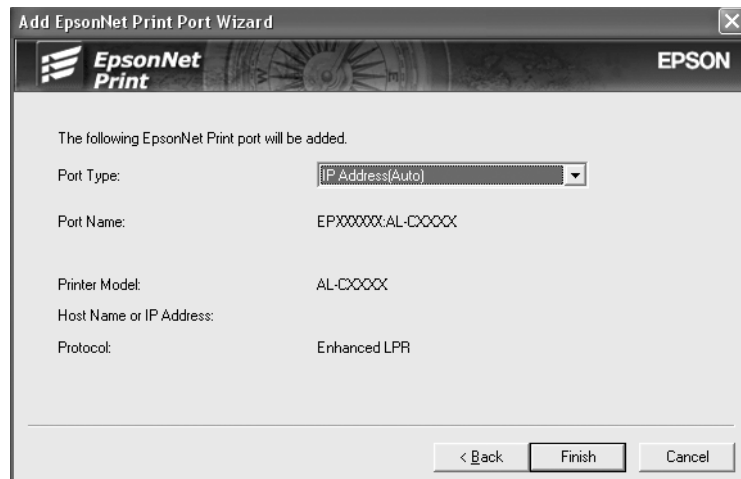 Add EpsonNet Print Port Wizard
EpsonNet
Print
EPSON
The following EpsonNet Print port will be added.
Port Type: IP Address(Auto)
Port Name: EPXXXXXX:AL-CXXXX
Printer Model: AL-CXXXX
Host Name or IP Address:
Protocol: Enhanced LPR
< Back Finish Cancel